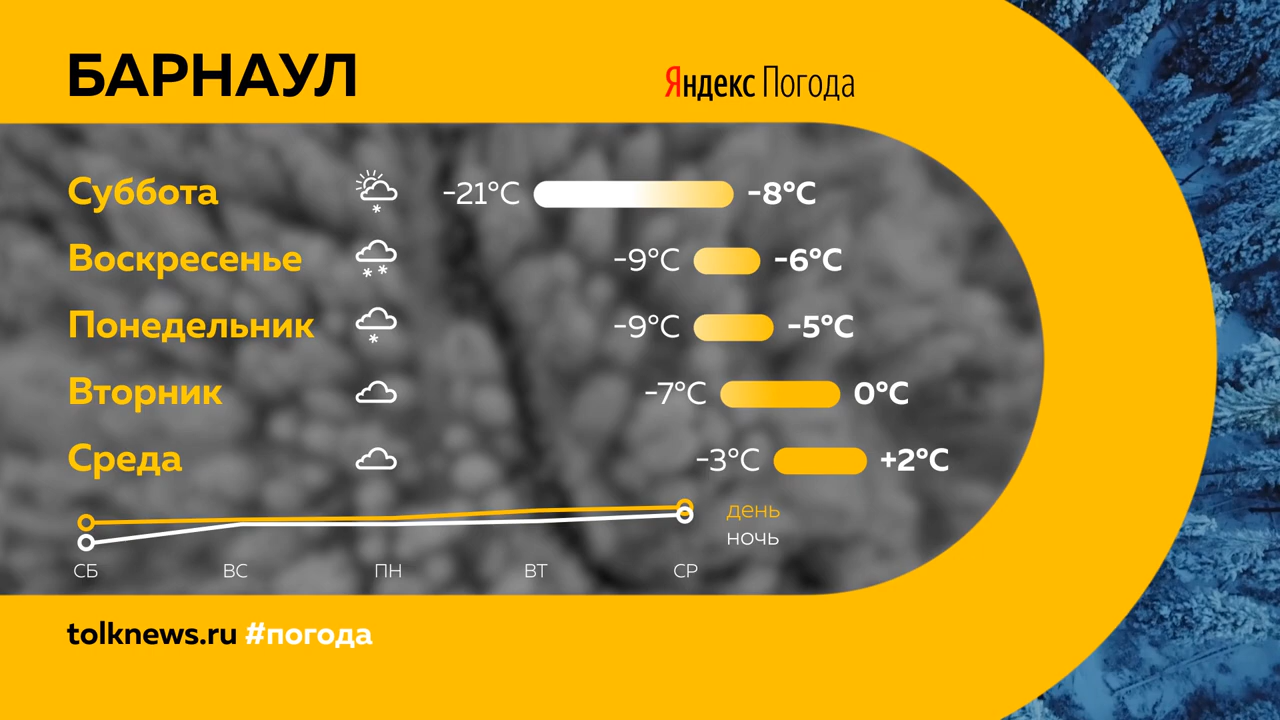 БАРНАУЛ
Яндекс Погода
Суббота -21°C -8°C
Воскресенье -9°C -6°C
Понедельник -9°C -5°C
Вторник -7°C 0°C
Среда -3°C +2°C
день
ночь
СБ ВС ПН ВТ СР
tolknews.ru #погода